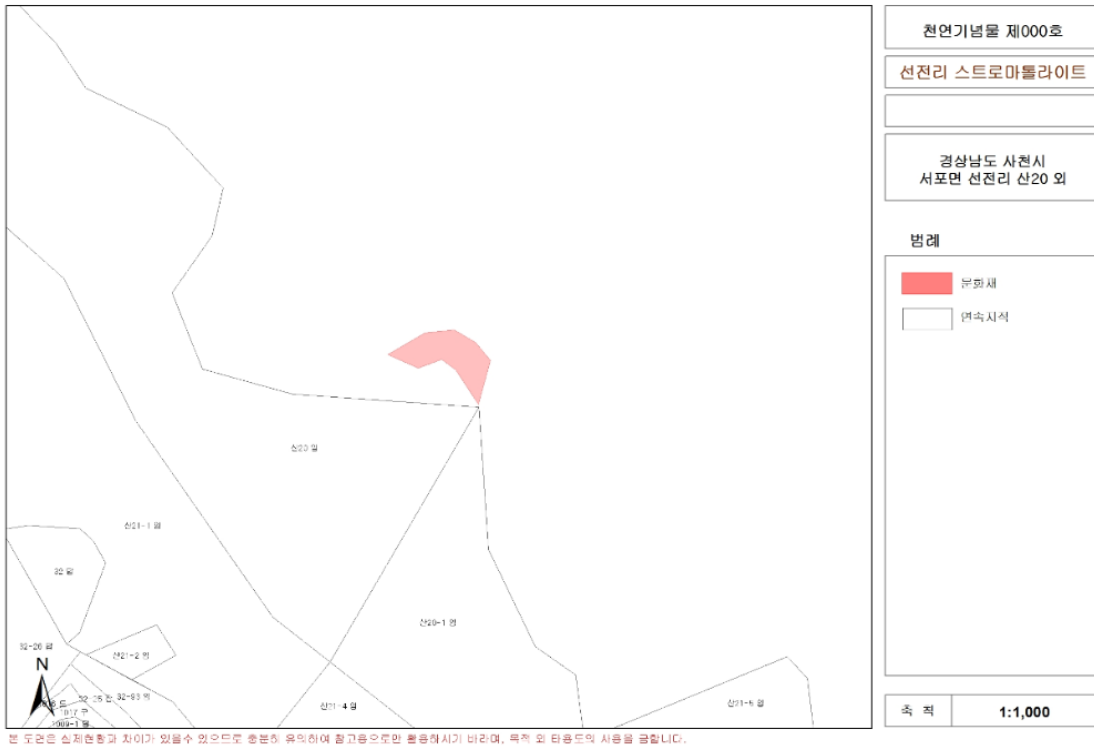 천연기념물 제000호
선전리 스트로마톨라이트
경상남도 사천시
서포면 선전리 산20 외
범례
문화재
연속지적
산20 임
산21-1 임
산20-1 임
산21-2 임
산21-4 임
산21-5 임
N
축 척 1:1,000
본 도면은 실제현황과 차이가 있을수 있으므로 충분히 유의하여 참고용으로만 활용하시기 바라며, 목적 외 타용도의 사용을 금합니다.